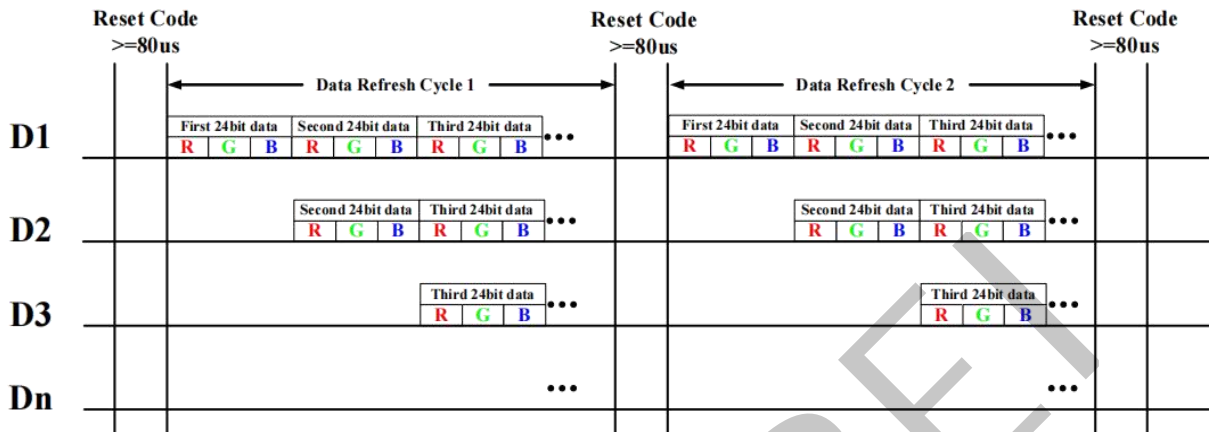 Reset Code Reset Code Reset Code
>=80us >=80us >=80us
Data Refresh Cycle 1 Data Refresh Cycle 2
D1 First 24bit data Second 24bit data Third 24bit data ••• First 24bit data Second 24bit data Third 24bit data •••
R G B R G B R G B R G B R G B R G B
D2 Second 24bit data Third 24bit data ••• Second 24bit data Third 24bit data •••
R G B R G B R G B R G B
D3 Third 24bit data ••• Third 24bit data •••
R G B R G B
Dn ••• •••